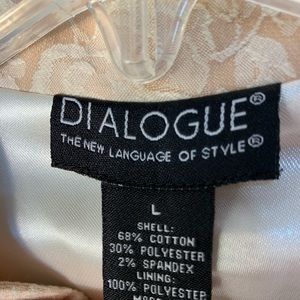 DIALOGUE®
THE NEW LANGUAGE OF STYLE®
L
SHELL:
68% COTTON
30% POLYESTER
2% SPANDEX
LINING:
100% POLYESTER